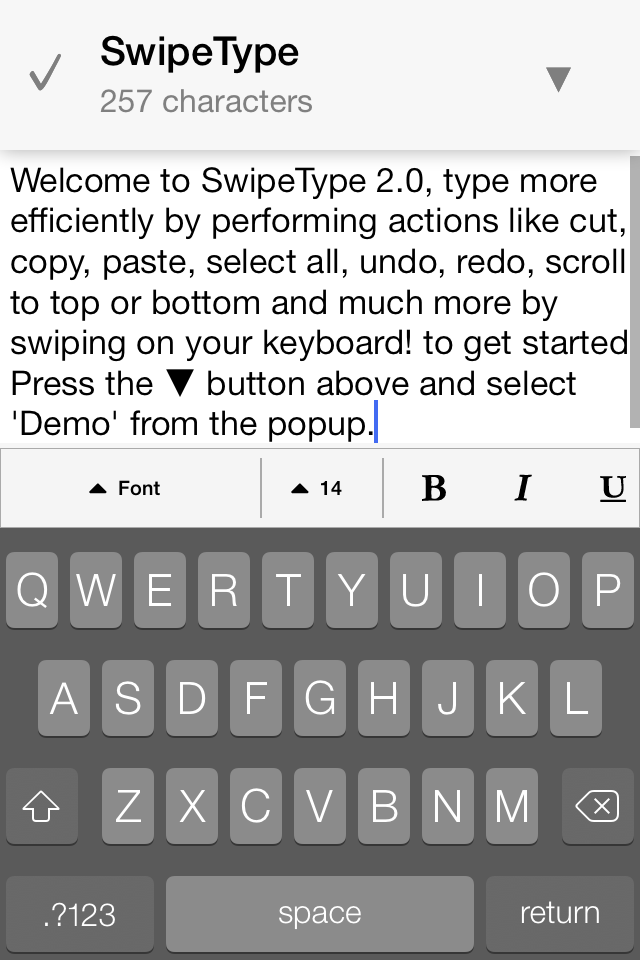 SwipeType
257 characters
Welcome to SwipeType 2.0, type more
efficiently by performing actions like cut,
copy, paste, select all, undo, redo, scroll
to top or bottom and much more by
swiping on your keyboard! to get started
Press the ▼ button above and select
'Demo' from the popup.
Font 14 B I U
Q W E R T Y U I O P
A S D F G H J K L
Z X C V B N M
.?123 space return